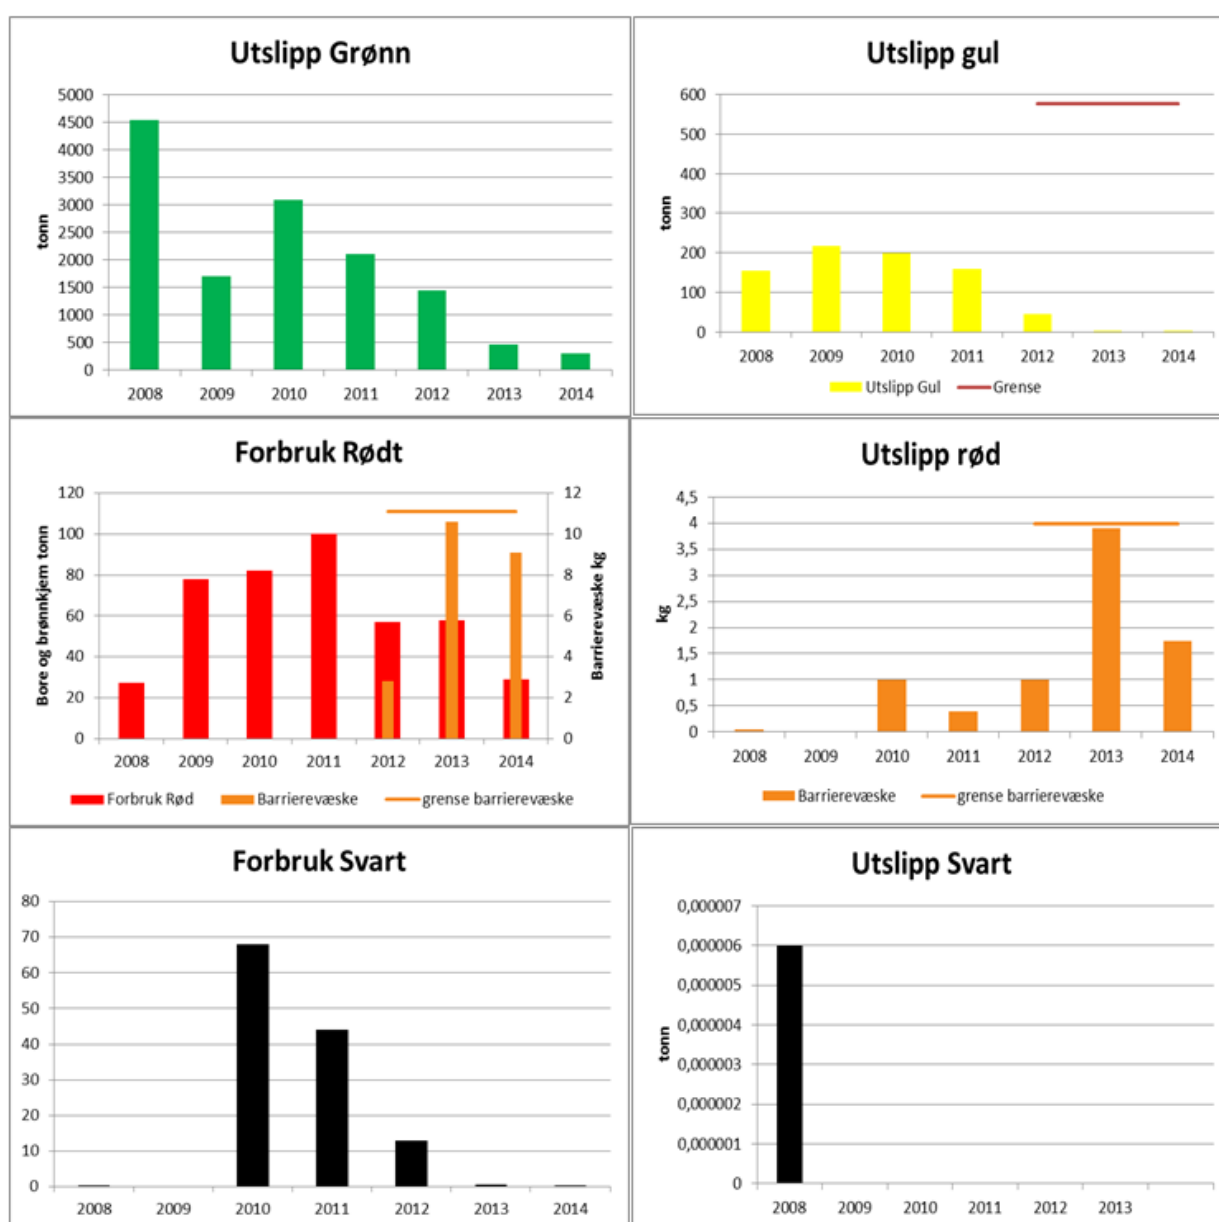 Utslipp Grønn
tonn
5000
4500
4000
3500
3000
2500
2000
1500
1000
500
0
2008 2009 2010 2011 2012 2013 2014
Utslipp gul
tonn
600
500
400
300
200
100
0
2008 2009 2010 2011 2012 2013 2014
Utslipp Gul Grense
Forbruk Rødt
Bore og brønnkjem tonn
120
100
80
60
40
20
0
12
10
8
6
4
2
0
Barrierevæske kg
2008 2009 2010 2011 2012 2013 2014
Forbruk Rød Barrierevæske grense barrierevæske
Utslipp rød
kg
4,5
4
3,5
3
2,5
2
1,5
1
0,5
0
2008 2009 2010 2011 2012 2013 2014
Barrierevæske grense barrierevæske
Forbruk Svart
80
70
60
50
40
30
20
10
0
2008 2009 2010 2011 2012 2013 2014
Utslipp Svart
tonn
0,000007
0,000006
0,000005
0,000004
0,000003
0,000002
0,000001
0
2008 2009 2010 2011 2012 2013